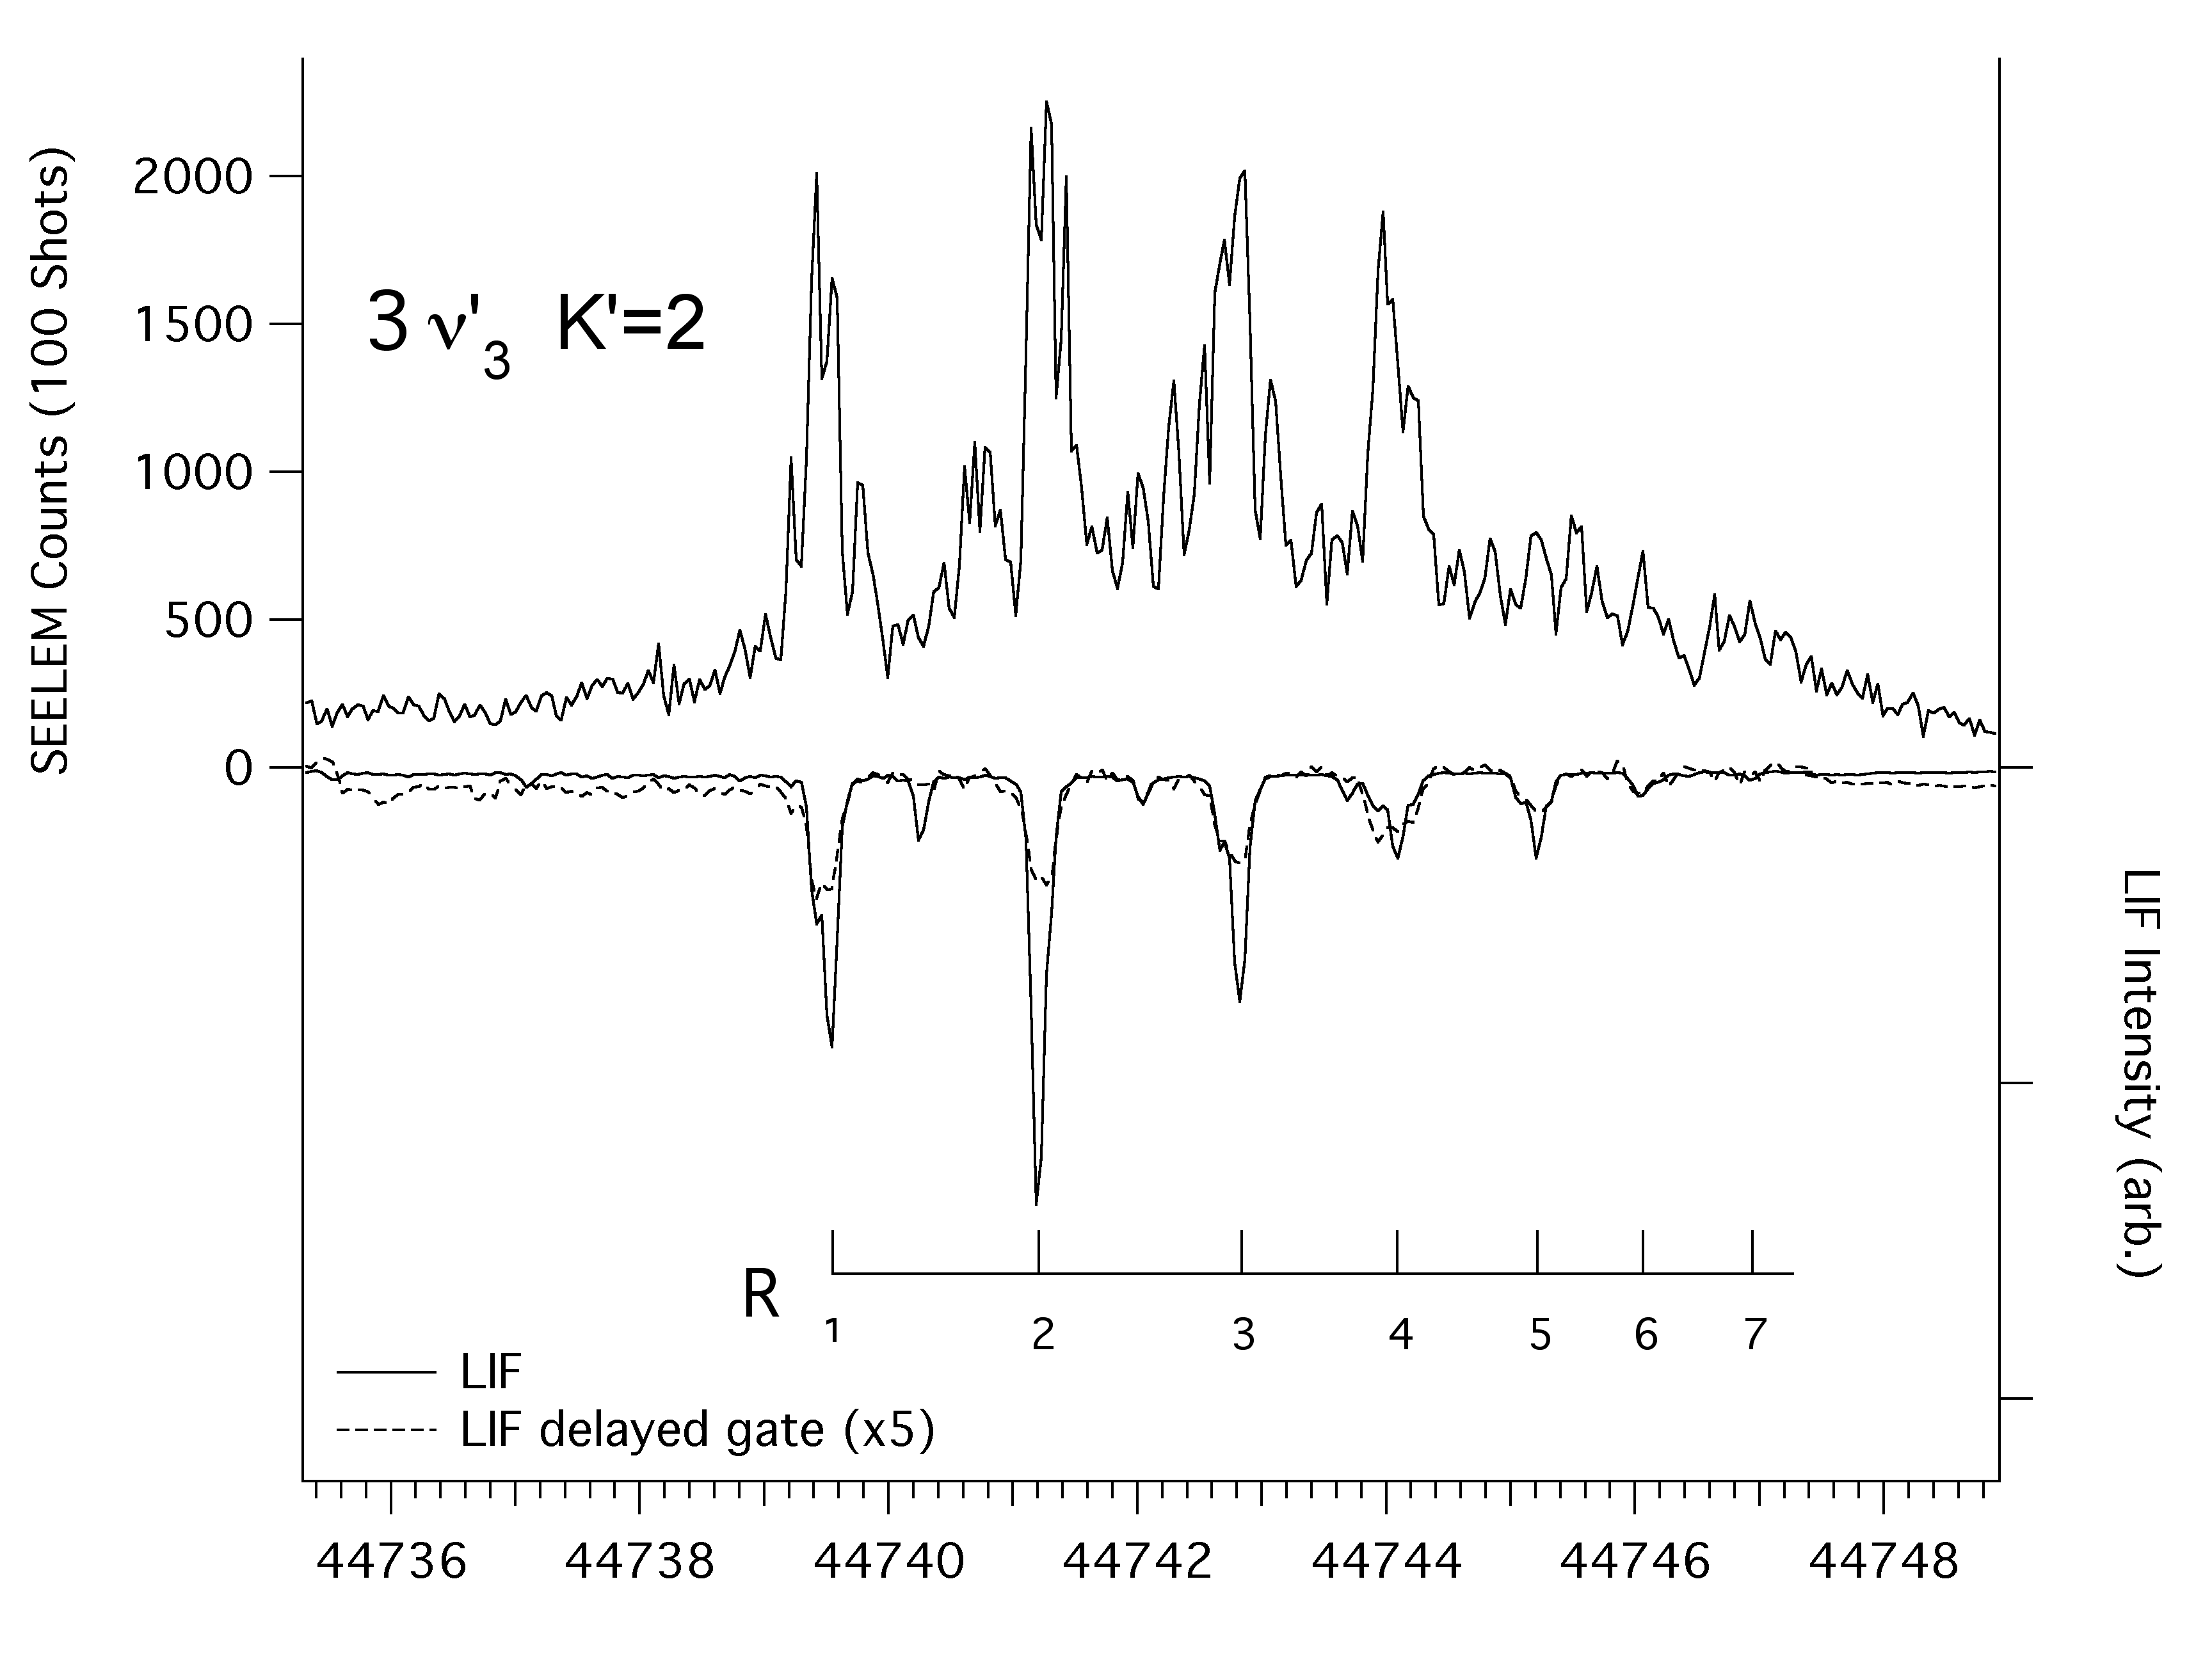 SEELEM Counts (100 Shots)
2000
1500
1000
500
0
3 ν'3 K'=2
LIF Intensity (arb.)
R
1 2 3 4 5 6 7
LIF
LIF delayed gate (x5)
44736 44738 44740 44742 44744 44746 44748